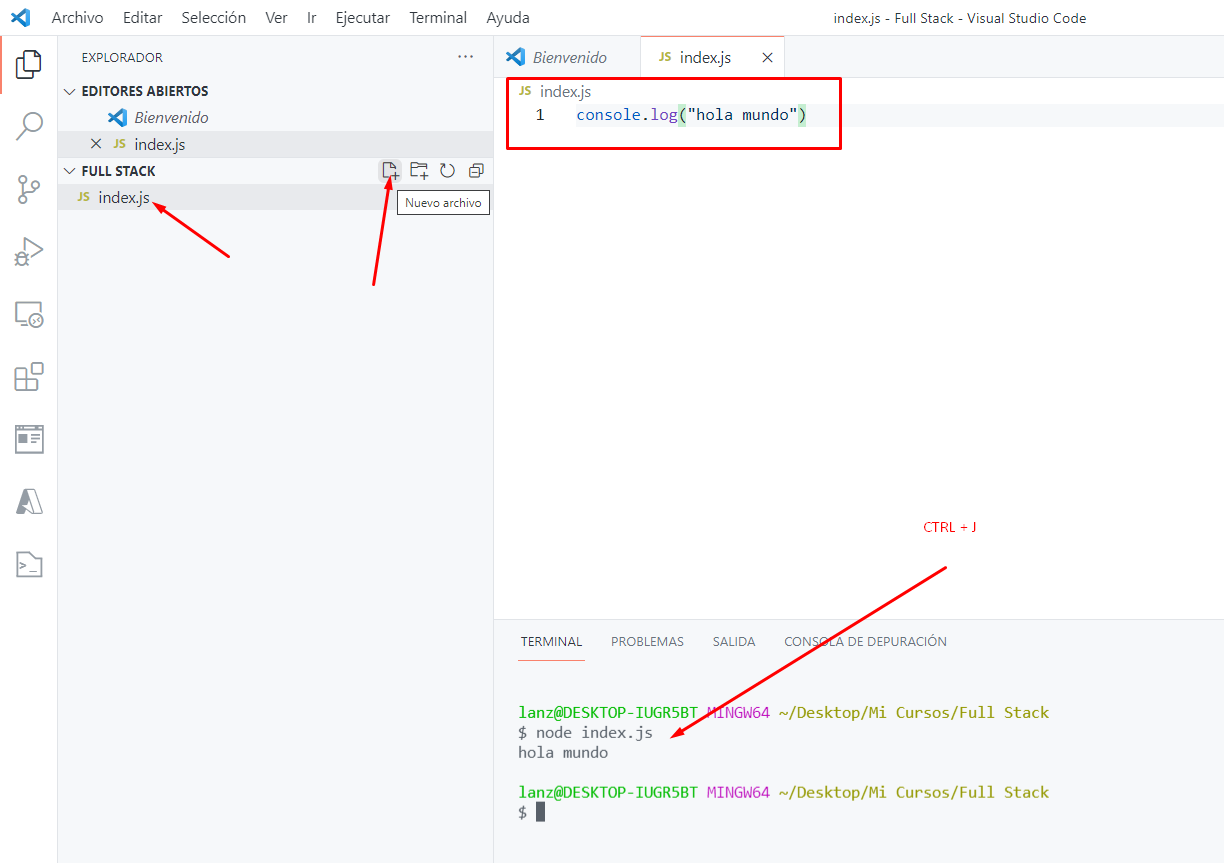 Archivo Editar Selección Ver Ir Ejecutar Terminal Ayuda
index.js - Full Stack - Visual Studio Code
EXPLORADOR
EDITORES ABIERTOS
Bienvenido
JS index.js
FULL STACK
JS index.js
Nuevo archivo
Bienvenido
JS index.js
JS index.js
1 console.log("hola mundo")
CTRL + J
TERMINAL PROBLEMAS SALIDA CONSOLA DE DEPURACIÓN
lanz@DESKTOP-IUGR5BT MINGW64 ~/Desktop/Mi Cursos/Full Stack
$ node index.js
hola mundo
lanz@DESKTOP-IUGR5BT MINGW64 ~/Desktop/Mi Cursos/Full Stack
$